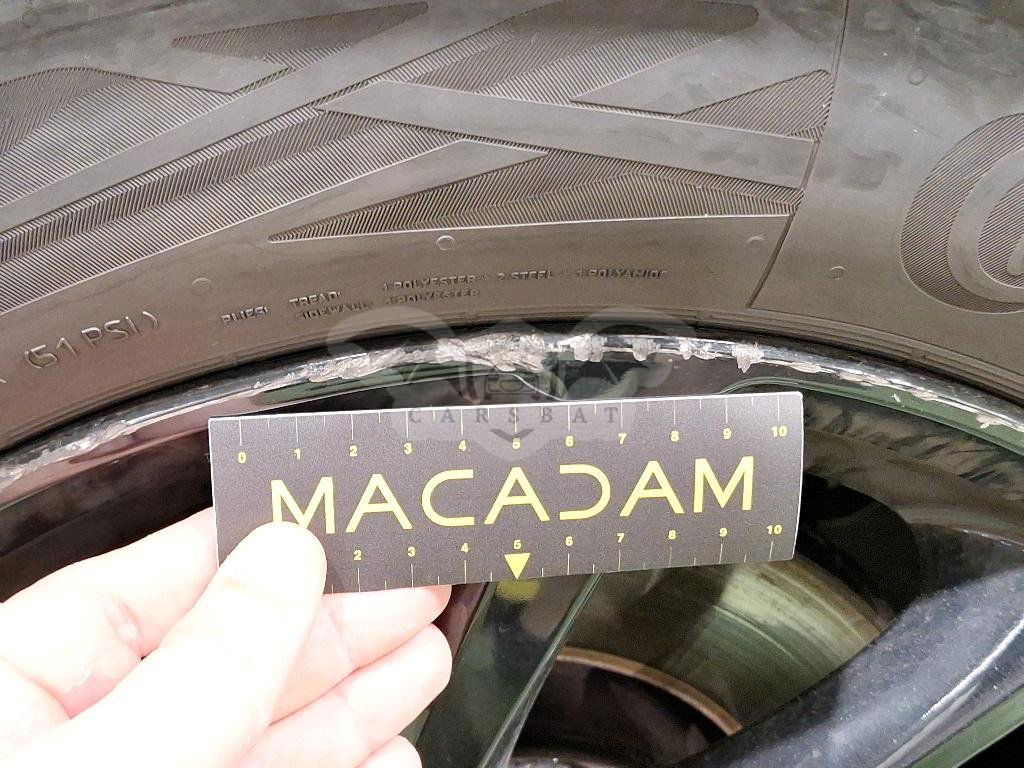 (51 PSI)
PLIES: TREAD: 1 POLYESTER + 2 STEEL + 1 POLYAMIDE
SIDEWALL: 1 POLYESTER
CARSBAT
0 1 2 3 4 5 6 7 8 9 10
MACADAM
2 3 4 5 6 7 8 9 10